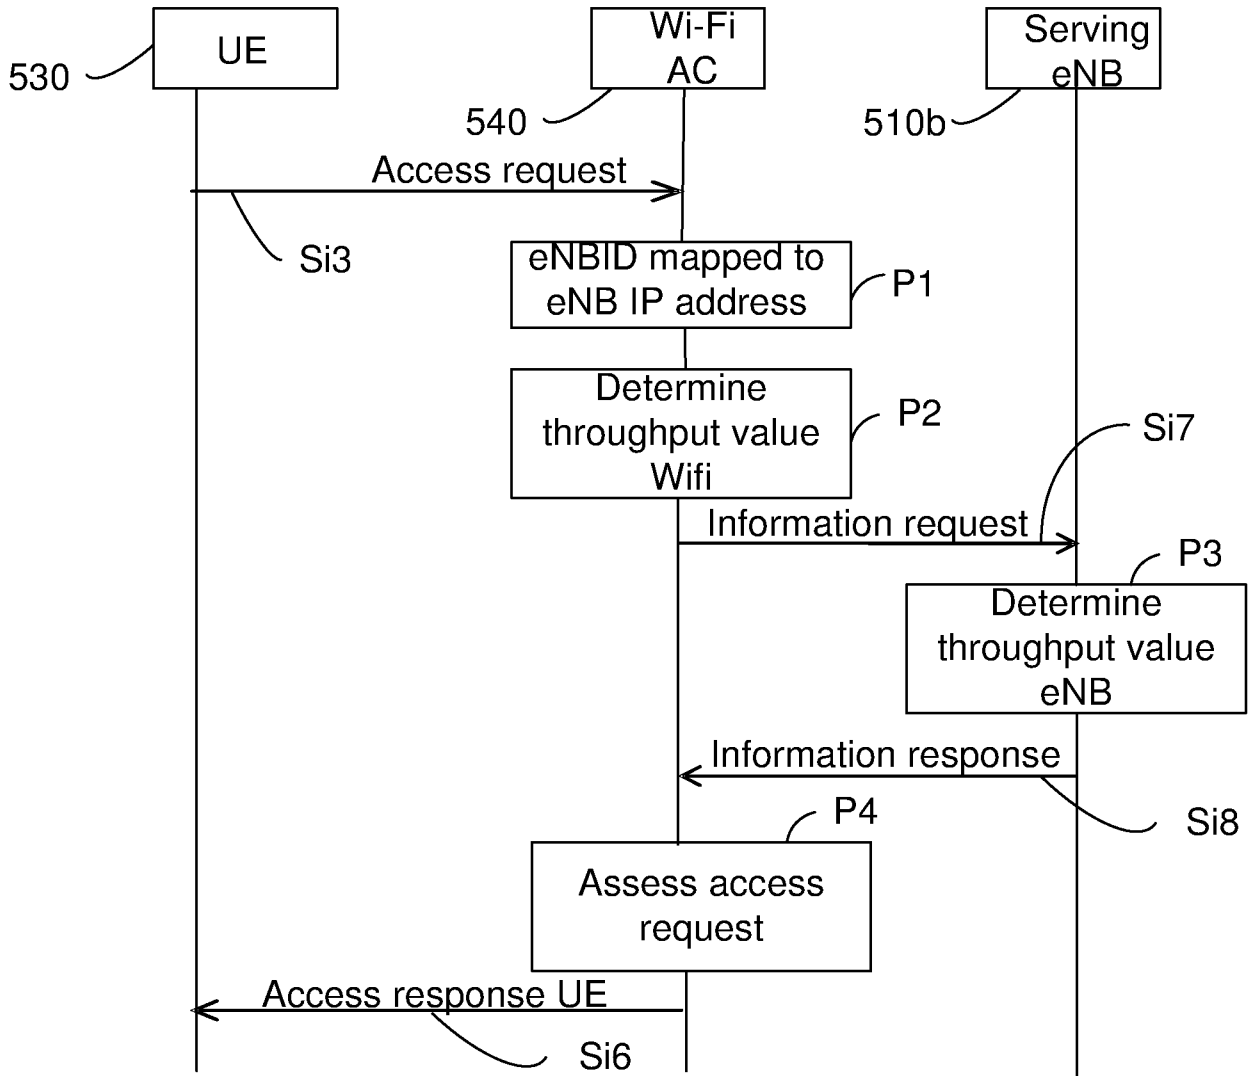 UE
Wi-Fi
AC
Serving
eNB
530
540
510b
Access request
Si3
eNBID mapped to
eNB IP address
P1
Determine
throughput value
Wifi
P2
Si7
Information request
P3
Determine
throughput value
eNB
Information response
Si8
P4
Assess access
request
Access response UE
Si6